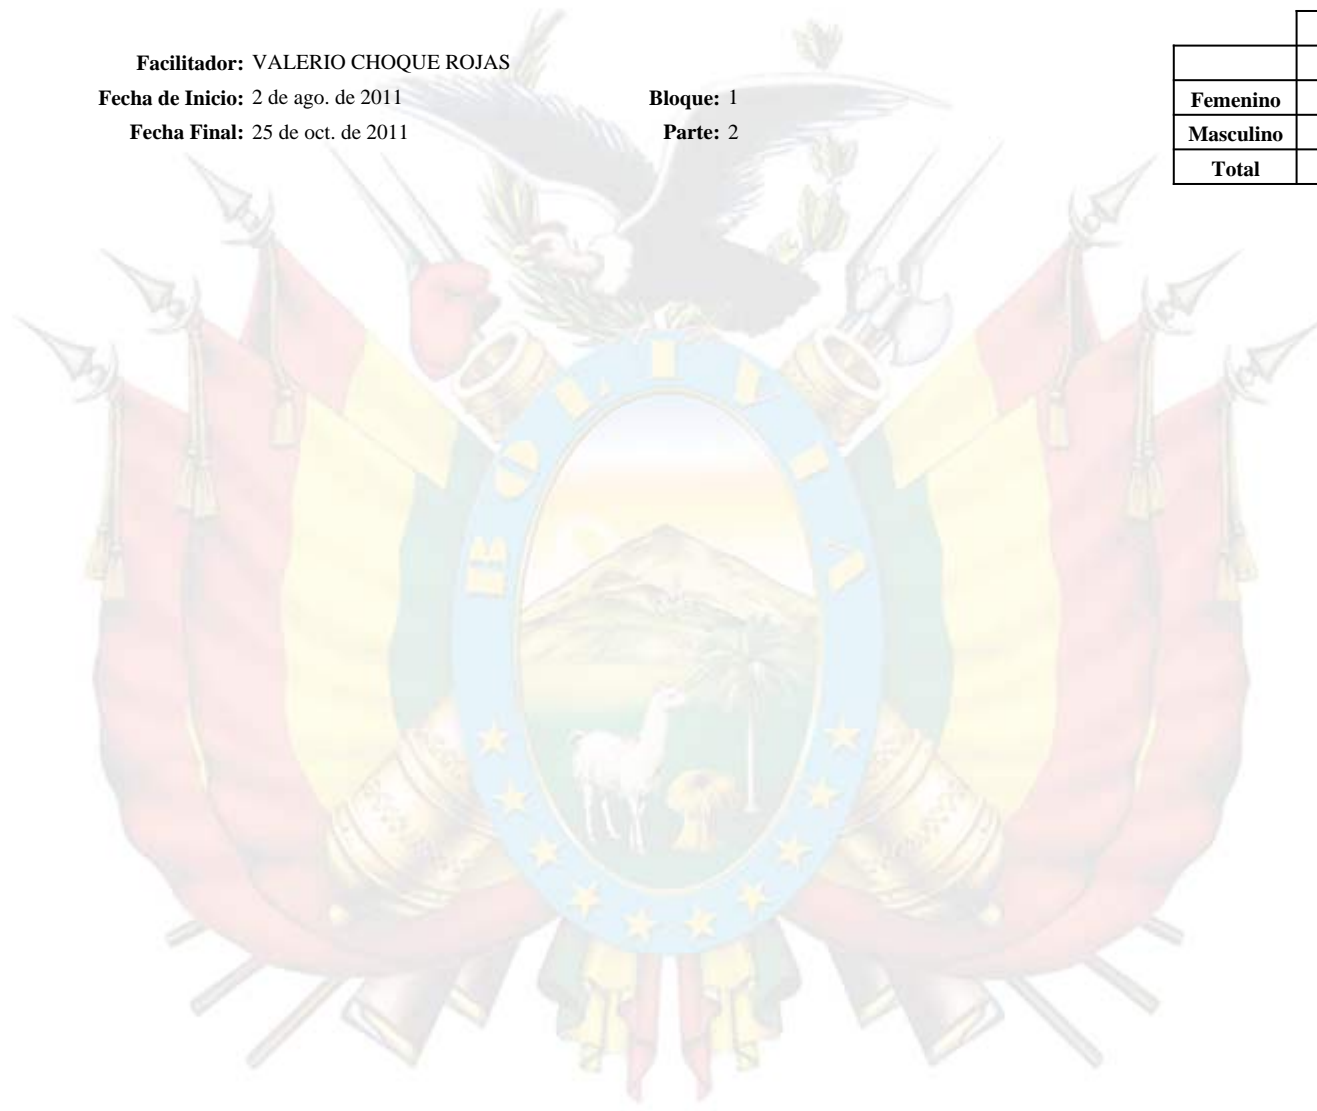 Facilitador: VALERIO CHOQUE ROJAS
Fecha de Inicio: 2 de ago. de 2011 Bloque: 1
Fecha Final: 25 de oct. de 2011 Parte: 2
Femenino
Masculino
Total
BOLIVIA